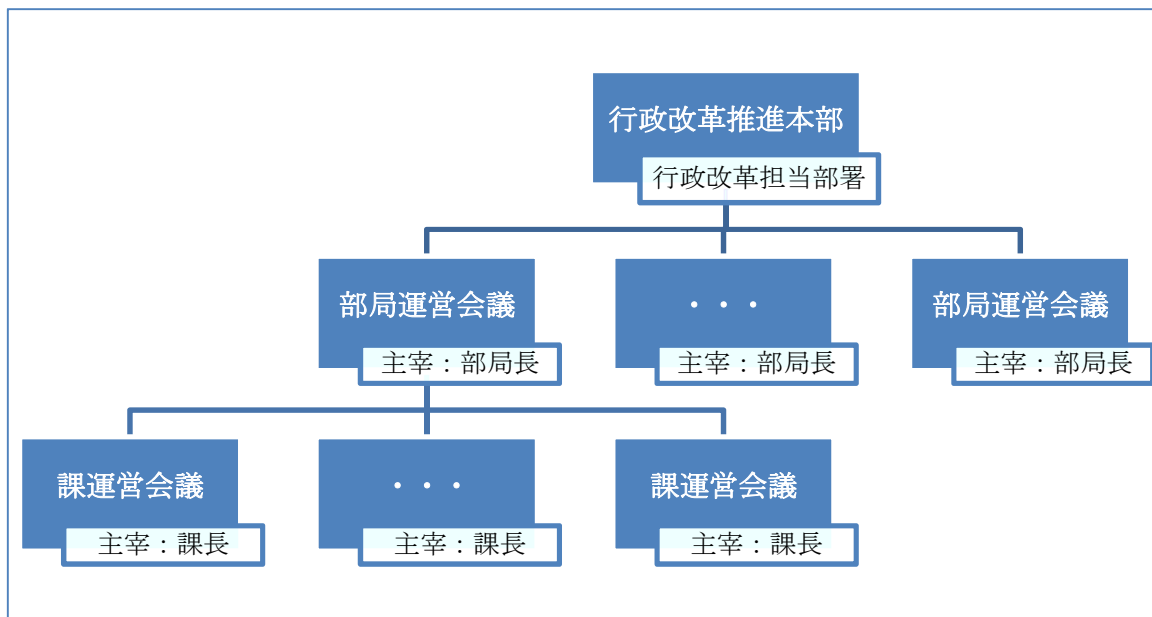 行政改革推進本部
行政改革担当部署
部局運営会議
主宰：部局長
・・・
主宰：部局長
部局運営会議
主宰：部局長
課運営会議
主宰：課長
・・・
主宰：課長
課運営会議
主宰：課長